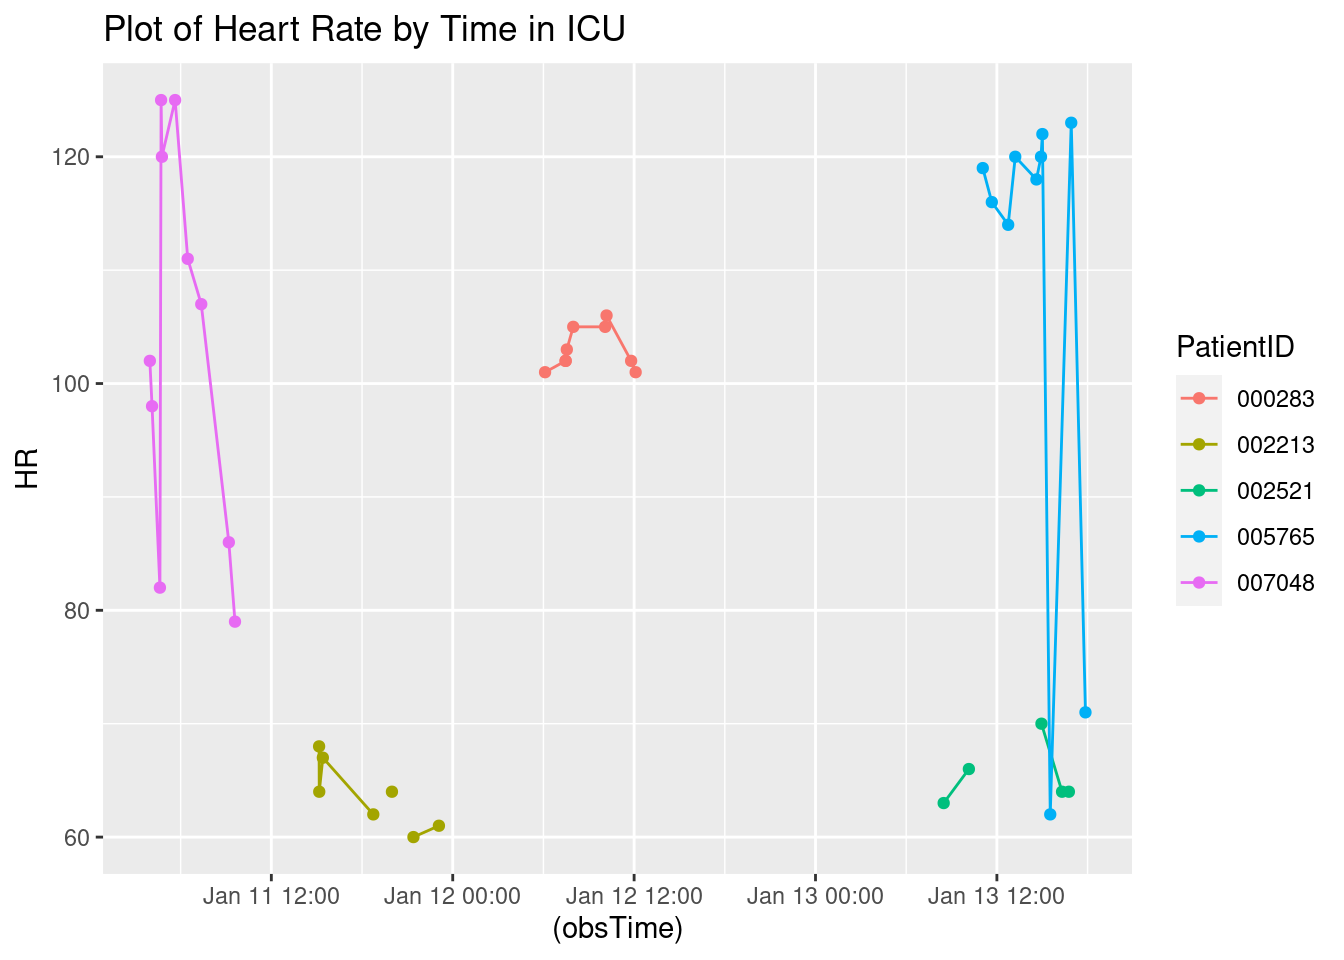 Plot of Heart Rate by Time in ICU
120
100
80
60
HR
Jan 11 12:00
Jan 12 00:00
Jan 12 12:00
Jan 13 00:00
Jan 13 12:00
(obsTime)
PatientID
000283
002213
002521
005765
007048